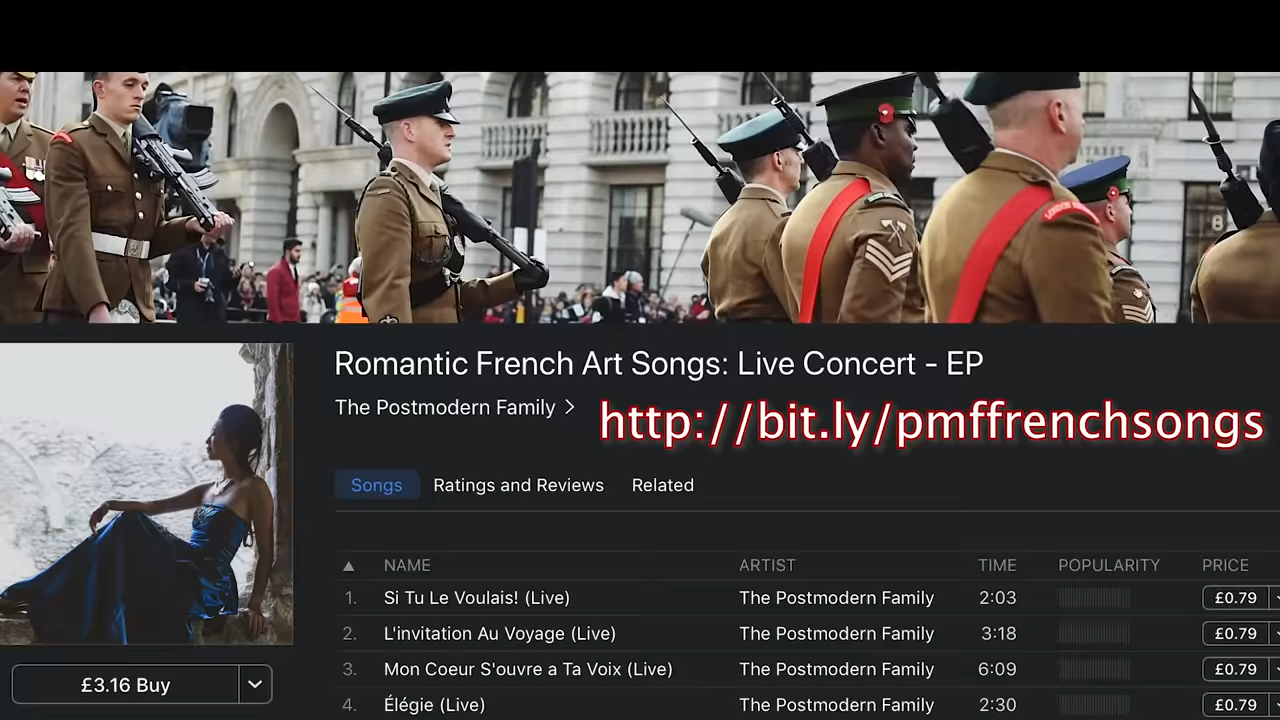 Romantic French Art Songs: Live Concert - EP
The Postmodern Family >
http://bit.ly/pmffrenchsongs
Songs Ratings and Reviews Related
▲ NAME ARTIST TIME POPULARITY PRICE
1. Si Tu Le Voulais! (Live) The Postmodern Family 2:03 £0.79
2. L'invitation Au Voyage (Live) The Postmodern Family 3:18 £0.79
3. Mon Coeur S'ouvre a Ta Voix (Live) The Postmodern Family 6:09 £0.79
4. Élégie (Live) The Postmodern Family 2:30 £0.79
£3.16 Buy